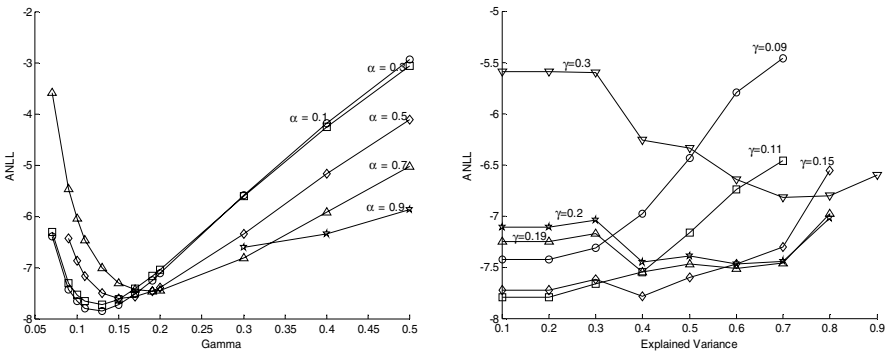 -2
-3
-4
-5
-6
-7
-8
0.05
0.1
0.15
0.2
0.25
0.3
0.35
0.4
0.45
0.5
Gamma
ANLL
α = 0.1
α = 0.3
α = 0.5
α = 0.7
α = 0.9
-5
-5.5
-6
-6.5
-7
-7.5
-8
0.1
0.2
0.3
0.4
0.5
0.6
0.7
0.8
0.9
Explained Variance
ANLL
γ=0.3
γ=0.09
γ=0.11
γ=0.15
γ=0.2
γ=0.19